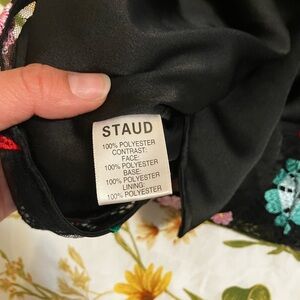 STAUD
100% POLYESTER
CONTRAST:
FACE:
100% POLYESTER
BASE:
100% POLYESTER
LINING:
100% POLYESTER